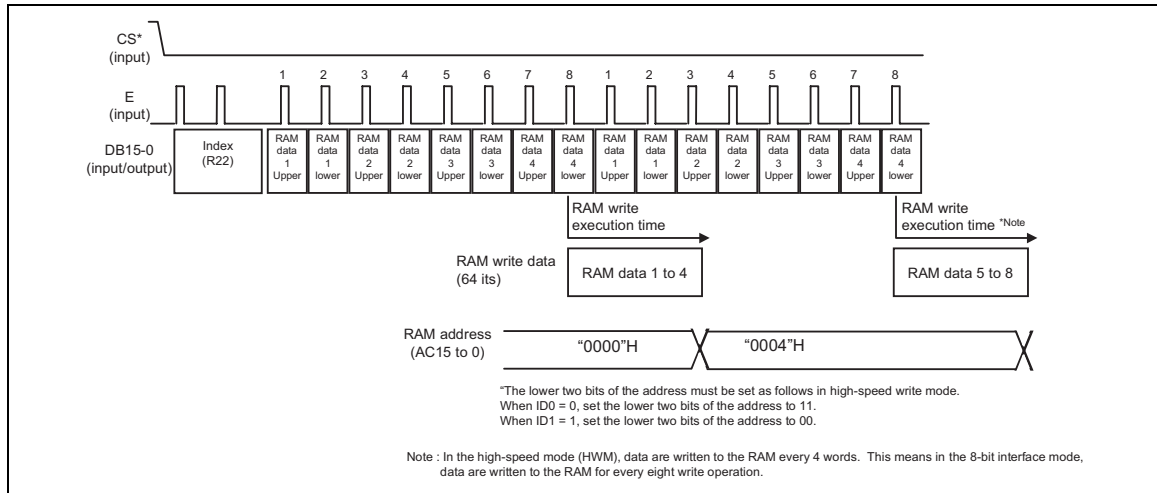 CS*
(input)
1 2 3 4 5 6 7 8 1 2 3 4 5 6 7 8
E
(input)
DB15-0
(input/output)
Index
(R22)
RAM data 1 Upper
RAM data 1 lower
RAM data 2 Upper
RAM data 2 lower
RAM data 3 Upper
RAM data 3 lower
RAM data 4 Upper
RAM data 4 lower
RAM data 1 Upper
RAM data 1 lower
RAM data 2 Upper
RAM data 2 lower
RAM data 3 Upper
RAM data 3 lower
RAM data 4 Upper
RAM data 4 lower
RAM write
execution time
RAM write
execution time *Note
RAM write data
(64 its)
RAM data 1 to 4
RAM data 5 to 8
RAM address
(AC15 to 0)
“0000”H
“0004”H
“The lower two bits of the address must be set as follows in high-speed write mode.
When ID0 = 0, set the lower two bits of the address to 11.
When ID1 = 1, set the lower two bits of the address to 00.
Note : In the high-speed mode (HWM), data are written to the RAM every 4 words. This means in the 8-bit interface mode,
data are written to the RAM for every eight write operation.